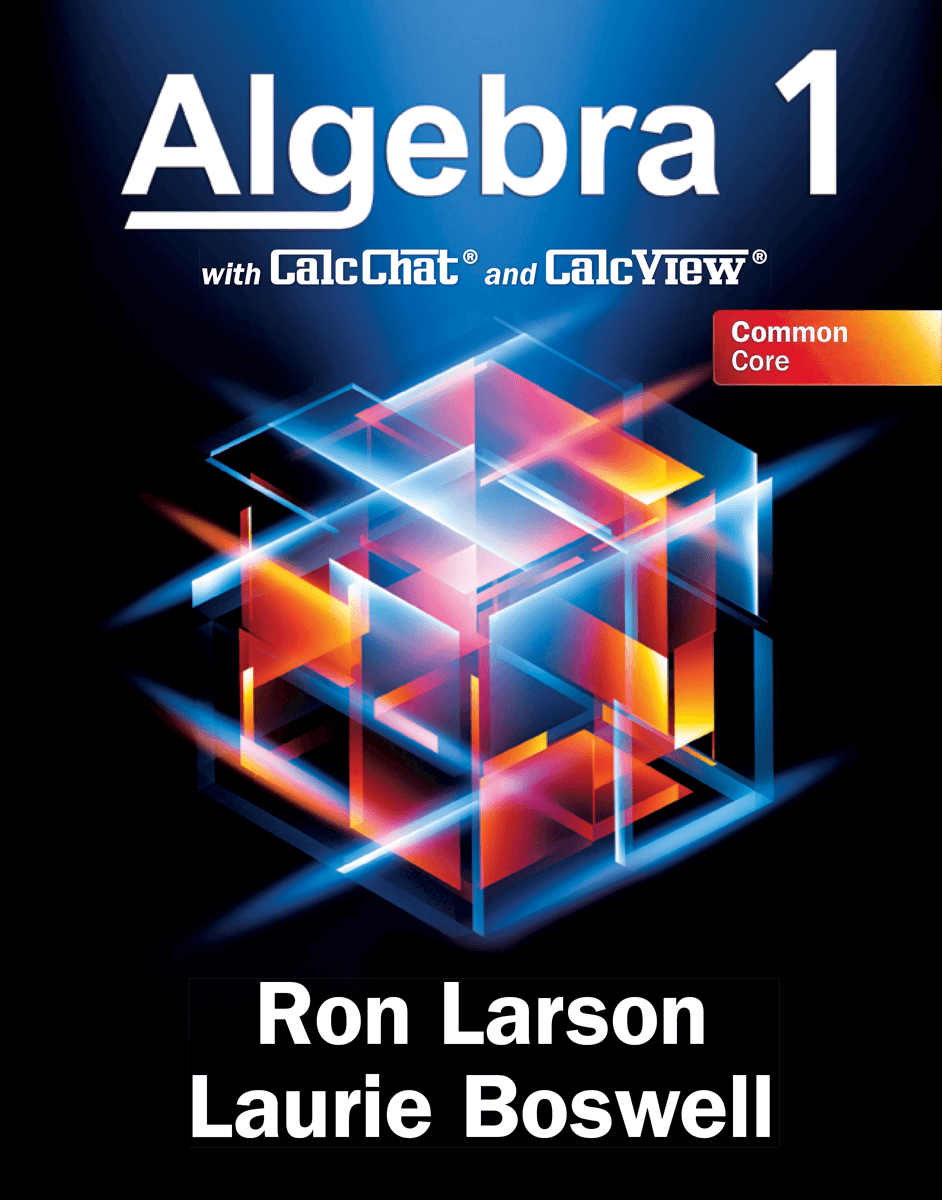 Algebra 1
with CalcChat® and CalcView®
Common
Core
Ron Larson
Laurie Boswell